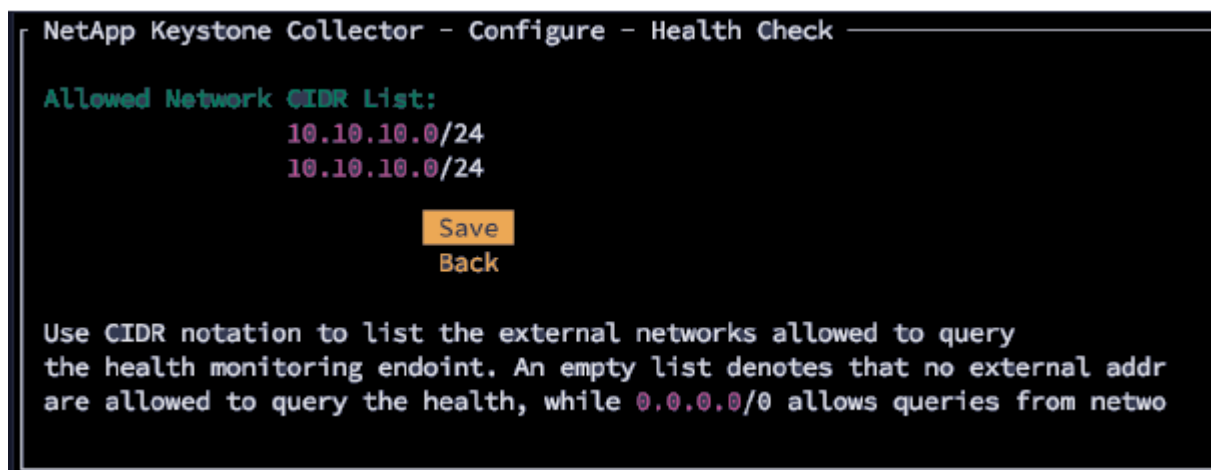 NetApp Keystone Collector - Configure - Health Check
Allowed Network CIDR List:
10.10.10.0/24
10.10.10.0/24
Save
Back
Use CIDR notation to list the external networks allowed to query
the health monitoring endoint. An empty list denotes that no external addr
are allowed to query the health, while 0.0.0.0/0 allows queries from netwo